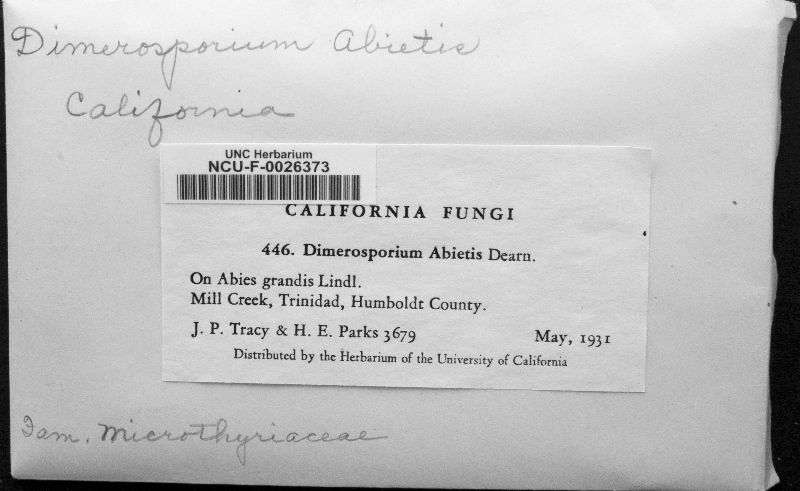 Dimerosporium Abietis
California
UNC Herbarium
NCU-F-0026373
CALIFORNIA FUNGI
446. Dimerosporium Abietis Dearn.
On Abies grandis Lindl.
Mill Creek, Trinidad, Humboldt County.
J. P. Tracy & H. E. Parks 3679 May, 1931
Distributed by the Herbarium of the University of California
Fam. Microthyriaceae